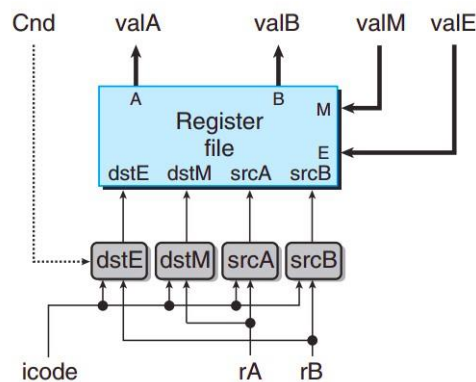 Cnd valA valB valM valE
A B
M
Register
file
E
dstE dstM srcA srcB
dstE dstM srcA srcB
icode rA rB